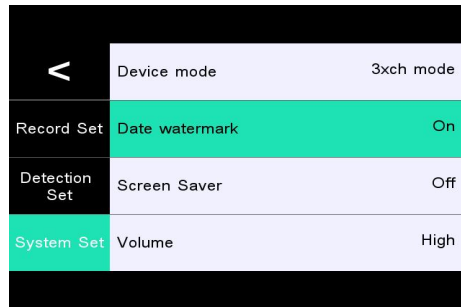 <
Device mode 3xch mode
Record Set Date watermark On
Detection
Set
Screen Saver Off
System Set Volume High